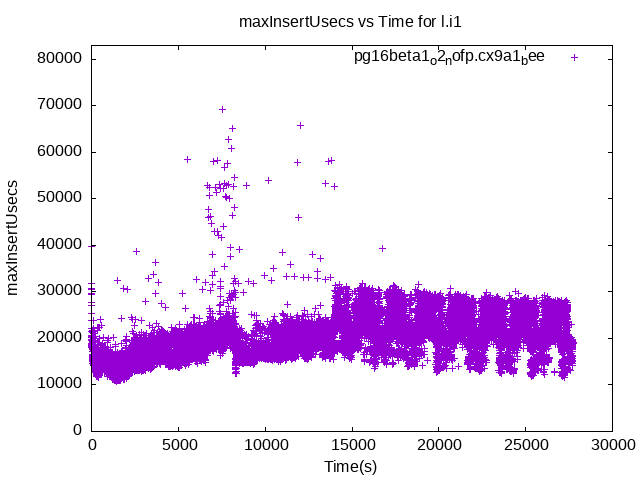 maxInsertUsecs vs Time for l.i1
pg16beta1o2nofp.cx9a1bee
80000
70000
60000
50000
40000
30000
20000
10000
0
maxInsertUsecs
0 5000 10000 15000 20000 25000 30000
Time(s)